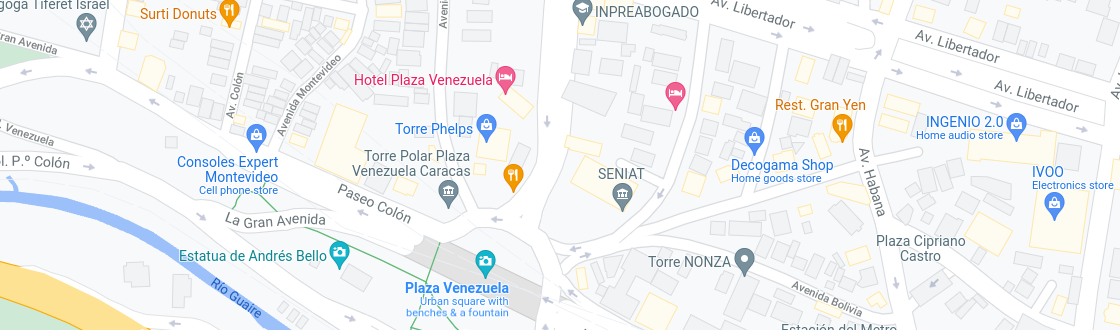 goga Tiferet Israel
Surti Donuts
INPREABOGADO
Av. Libertador
Av. Libertador
Av. Libertador
ran Avenida
Avenida
Av. Colón
Avenida Montevideo
Hotel Plaza Venezuela
Torre Phelps
Rest. Gran Yen
INGENIO 2.0
Home audio store
Av
. Venezuela
ol. P.º Colón
Consoles Expert
Montevideo
Cell phone store
Torre Polar Plaza
Venezuela Caracas
SENIAT
Decogama Shop
Home goods store
Av. Habana
IVOO
Electronics store
Paseo Colón
La Gran Avenida
Estatua de Andrés Bello
Río Guaire
Plaza Venezuela
Urban square with
benches & a fountain
Torre NONZA
Plaza Cipriano
Castro
Avenida Bolivia
Estación del Metro